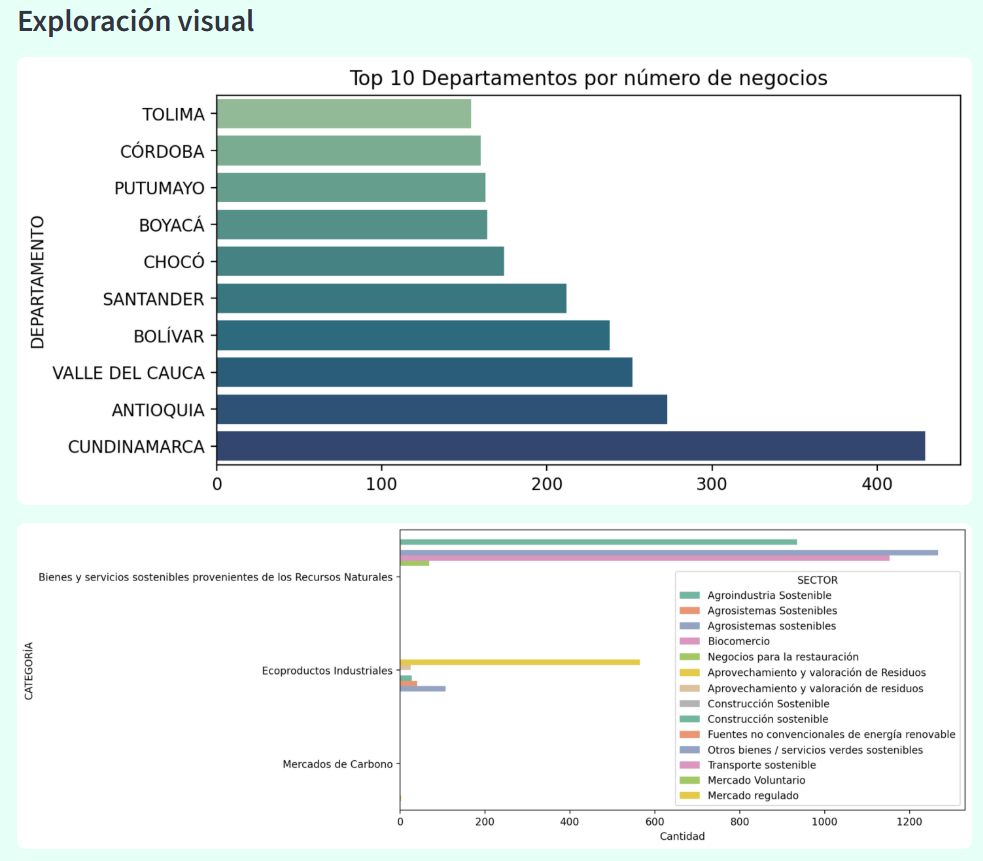 Exploración visual
Top 10 Departamentos por número de negocios
DEPARTAMENTO
TOLIMA
CÓRDOBA
PUTUMAYO
BOYACÁ
CHOCÓ
SANTANDER
BOLÍVAR
VALLE DEL CAUCA
ANTIOQUIA
CUNDINAMARCA
0 100 200 300 400
CATEGORÍA
Bienes y servicios sostenibles provenientes de los Recursos Naturales
Ecoproductos Industriales
Mercados de Carbono
SECTOR
Agroindustria Sostenible
Agrosistemas Sostenibles
Agrosistemas sostenibles
Biocomercio
Negocios para la restauración
Aprovechamiento y valoración de Residuos
Aprovechamiento y valoración de residuos
Construcción Sostenible
Construcción sostenible
Fuentes no convencionales de energía renovable
Otros bienes / servicios verdes sostenibles
Transporte sostenible
Mercado Voluntario
Mercado regulado
0 200 400 600 800 1000 1200
Cantidad